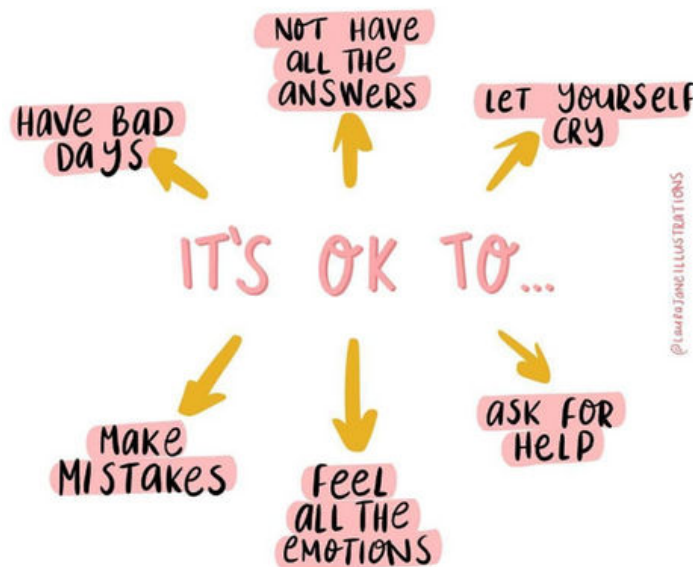 NOT HAVE
ALL THE
ANSWERS
HAVE BAD
DAYS
LET YOURSELF
CRY
IT'S OK TO...
@LAURAJANEILLUSTRATIONS
MAKE
MISTAKES
FEEL
ALL THE
EMOTIONS
ASK FOR
HELP